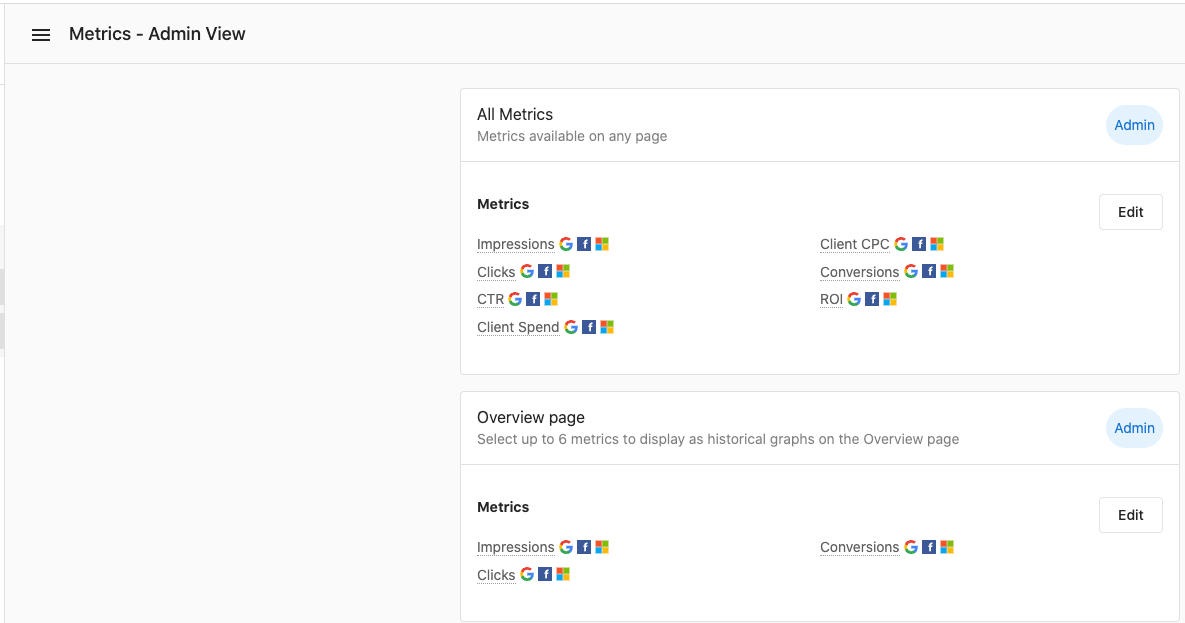 Metrics - Admin View
All Metrics
Metrics available on any page
Admin
Metrics
Edit
Impressions
Clicks
CTR
Client Spend
Client CPC
Conversions
ROI
Overview page
Select up to 6 metrics to display as historical graphs on the Overview page
Admin
Metrics
Edit
Impressions
Clicks
Conversions